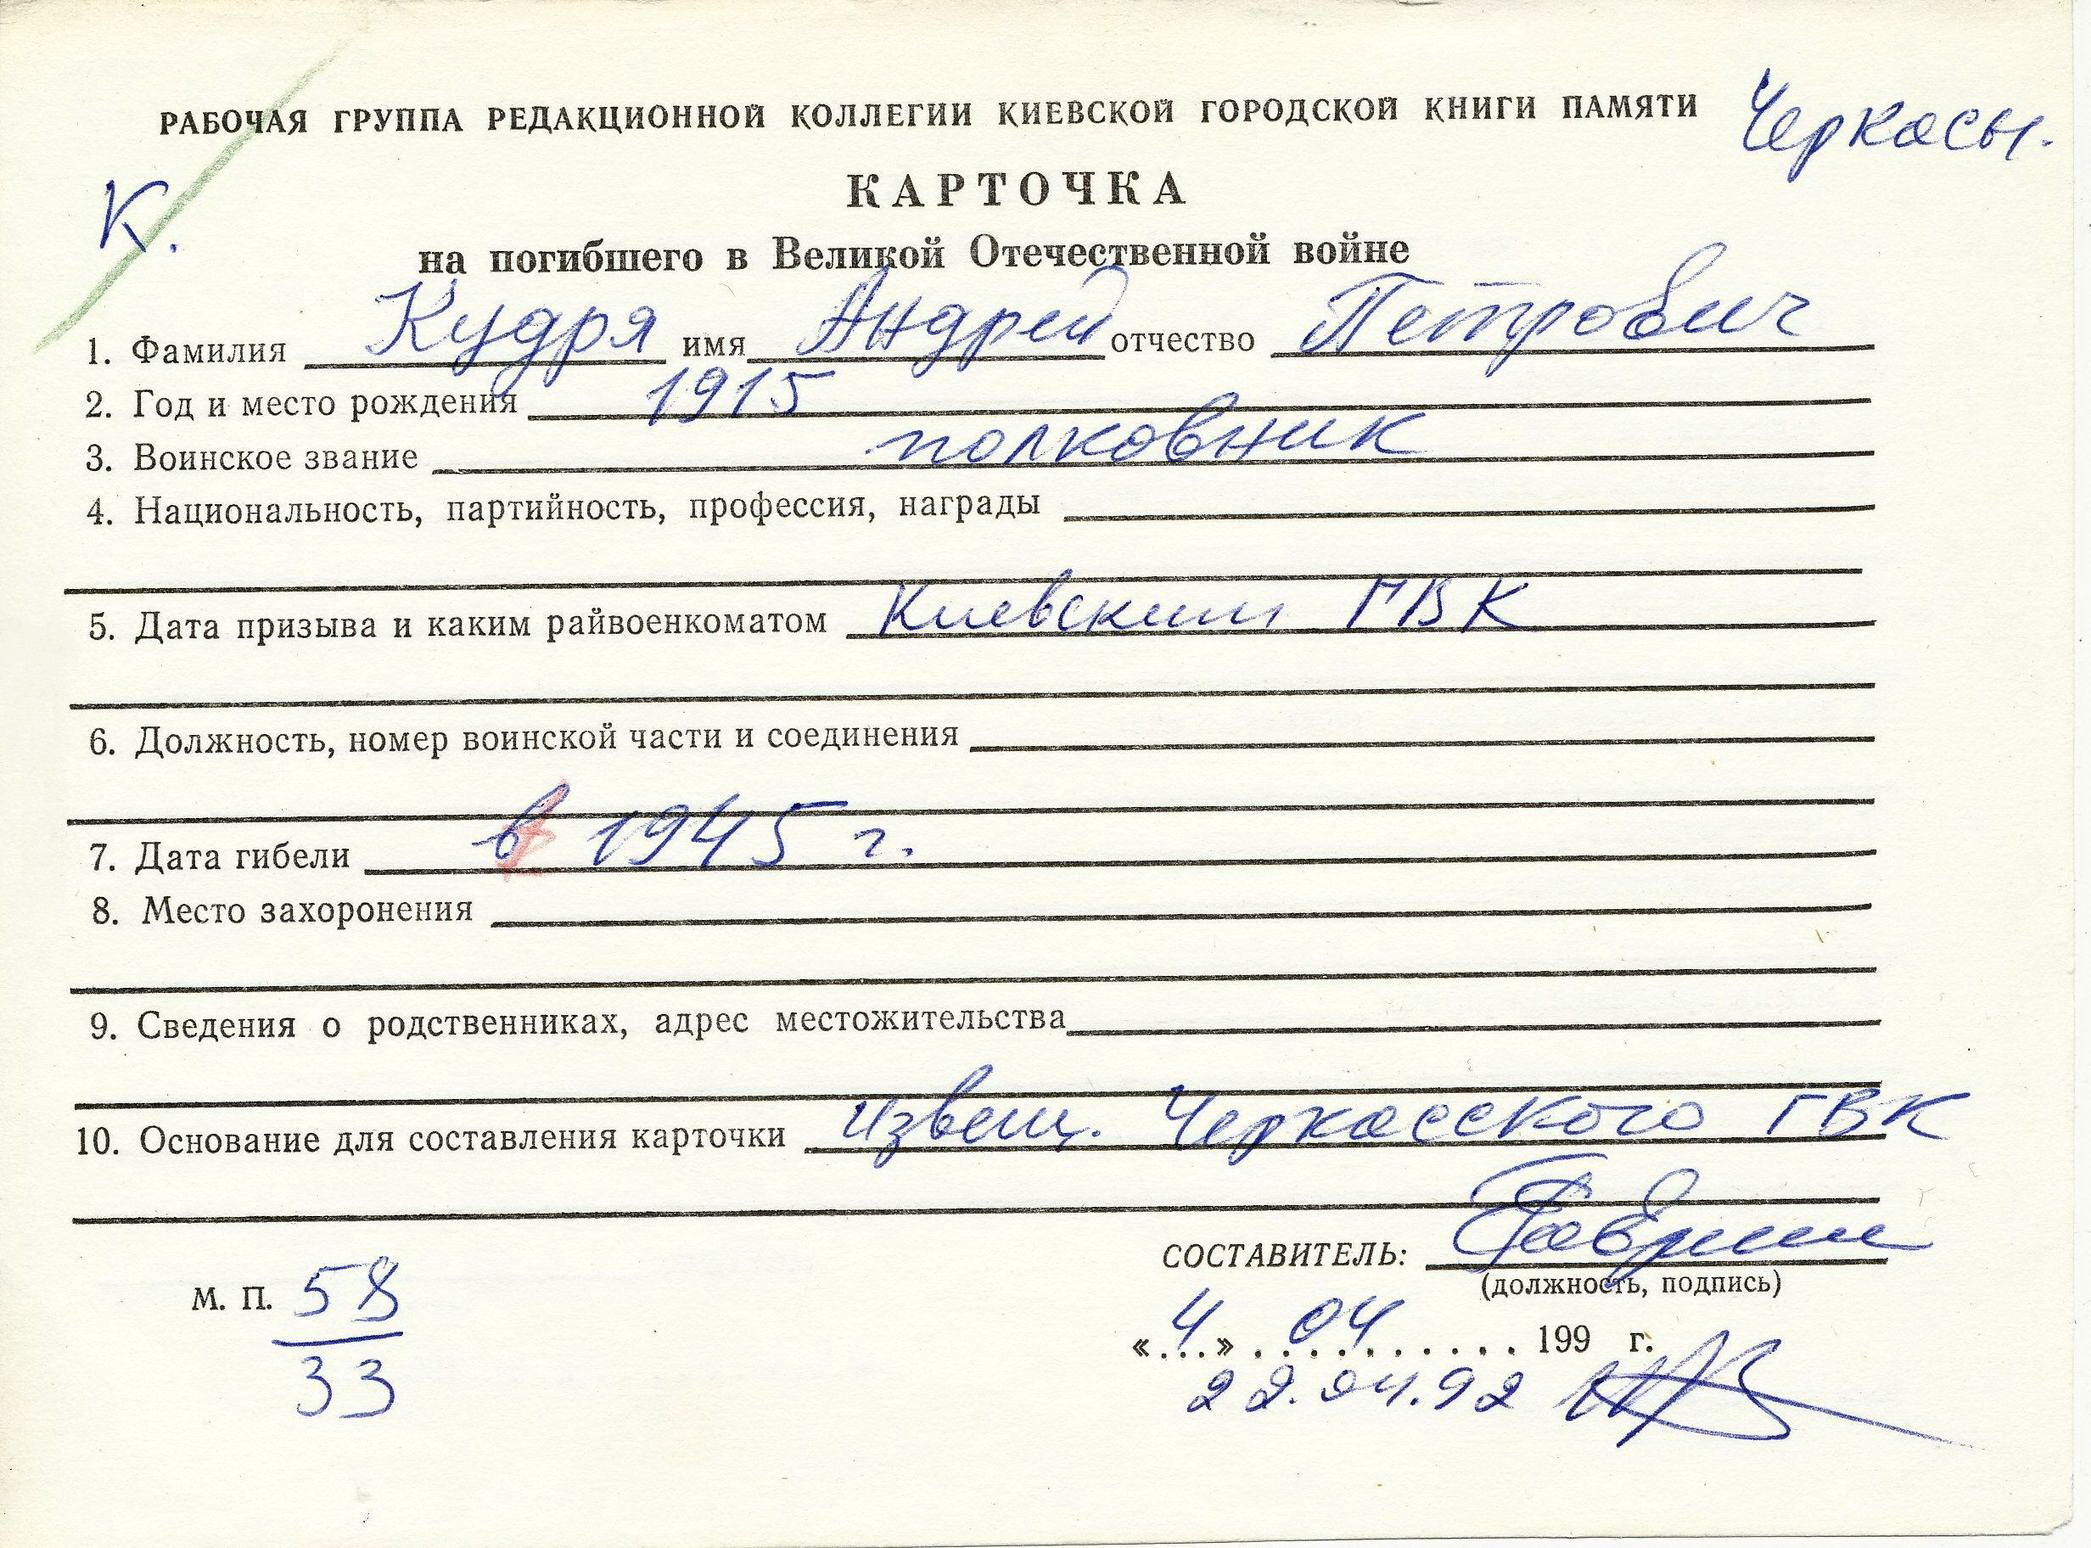 РАБОЧАЯ ГРУППА РЕДАКЦИОННОЙ КОЛЛЕГИИ КИЕВСКОЙ ГОРОДСКОЙ КНИГИ ПАМЯТИ Черкасы.
К.
КАРТОЧКА
на погибшего в Великой Отечественной войне
1. Фамилия Кудря имя Андрей отчество Петрович
2. Год и место рождения 1915
3. Воинское звание полковник
4. Национальность, партийность, профессия, награды
5. Дата призыва и каким райвоенкоматом Киевским ГВК
6. Должность, номер воинской части и соединения
7. Дата гибели в 1945 г.
8. Место захоронения
9. Сведения о родственниках, адрес местожительства
10. Основание для составления карточки извещ. Черкасского ГВК
СОСТАВИТЕЛЬ:
(должность, подпись)
М. П. 58
33
«4» 04 199 г.
22.04.92